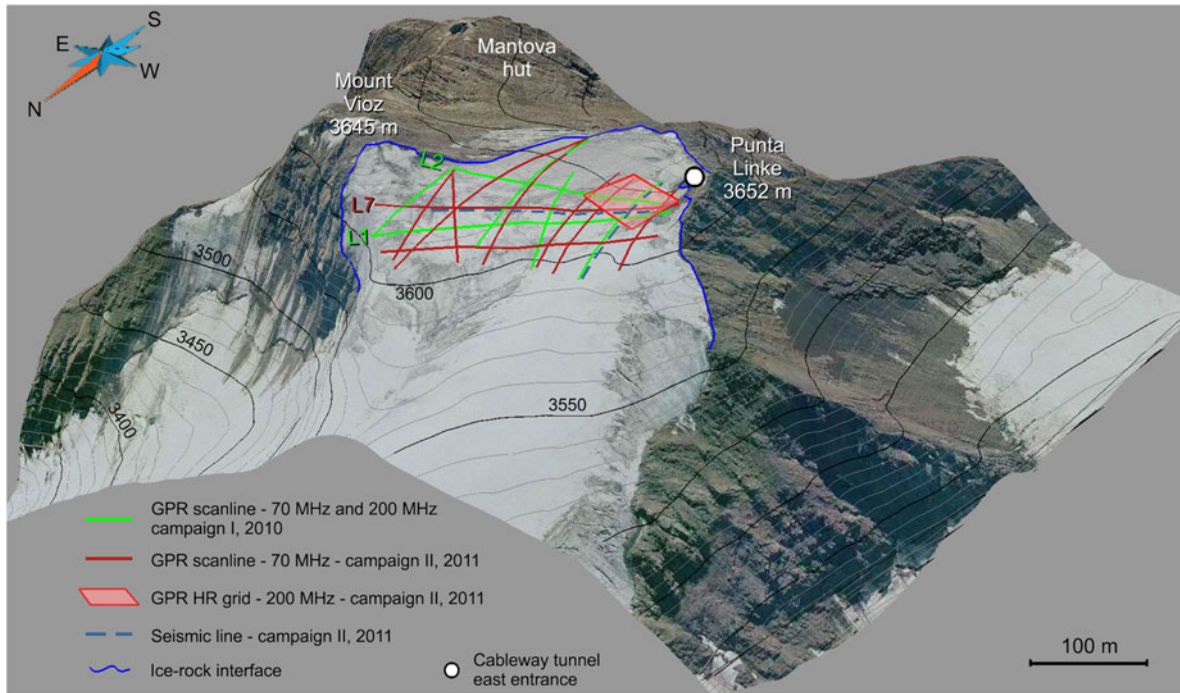 S
E
W
N
Mantova
hut
Mount
Vioz
3645 m
Punta
Linke
3652 m
L2
L7
L1
3500
3600
3450
3550
3400
GPR scanline - 70 MHz and 200 MHz
campaign I, 2010
GPR scanline - 70 MHz - campaign II, 2011
GPR HR grid - 200 MHz - campaign II, 2011
Seismic line - campaign II, 2011
Ice-rock interface
Cableway tunnel
east entrance
100 m